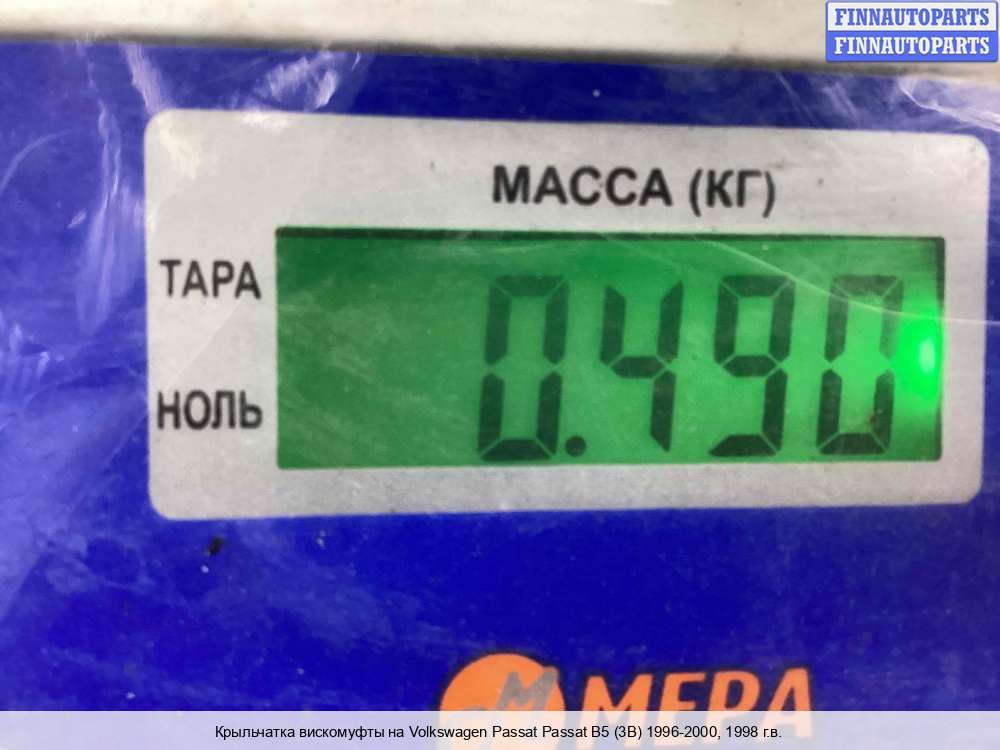 FINNAUTOPARTS
FINNAUTOPARTS
МАССА (КГ)
ТАРА
0.490
НОЛЬ
МЕРА
Крыльчатка вискомуфты на Volkswagen Passat Passat B5 (3B) 1996-2000, 1998 г.в.